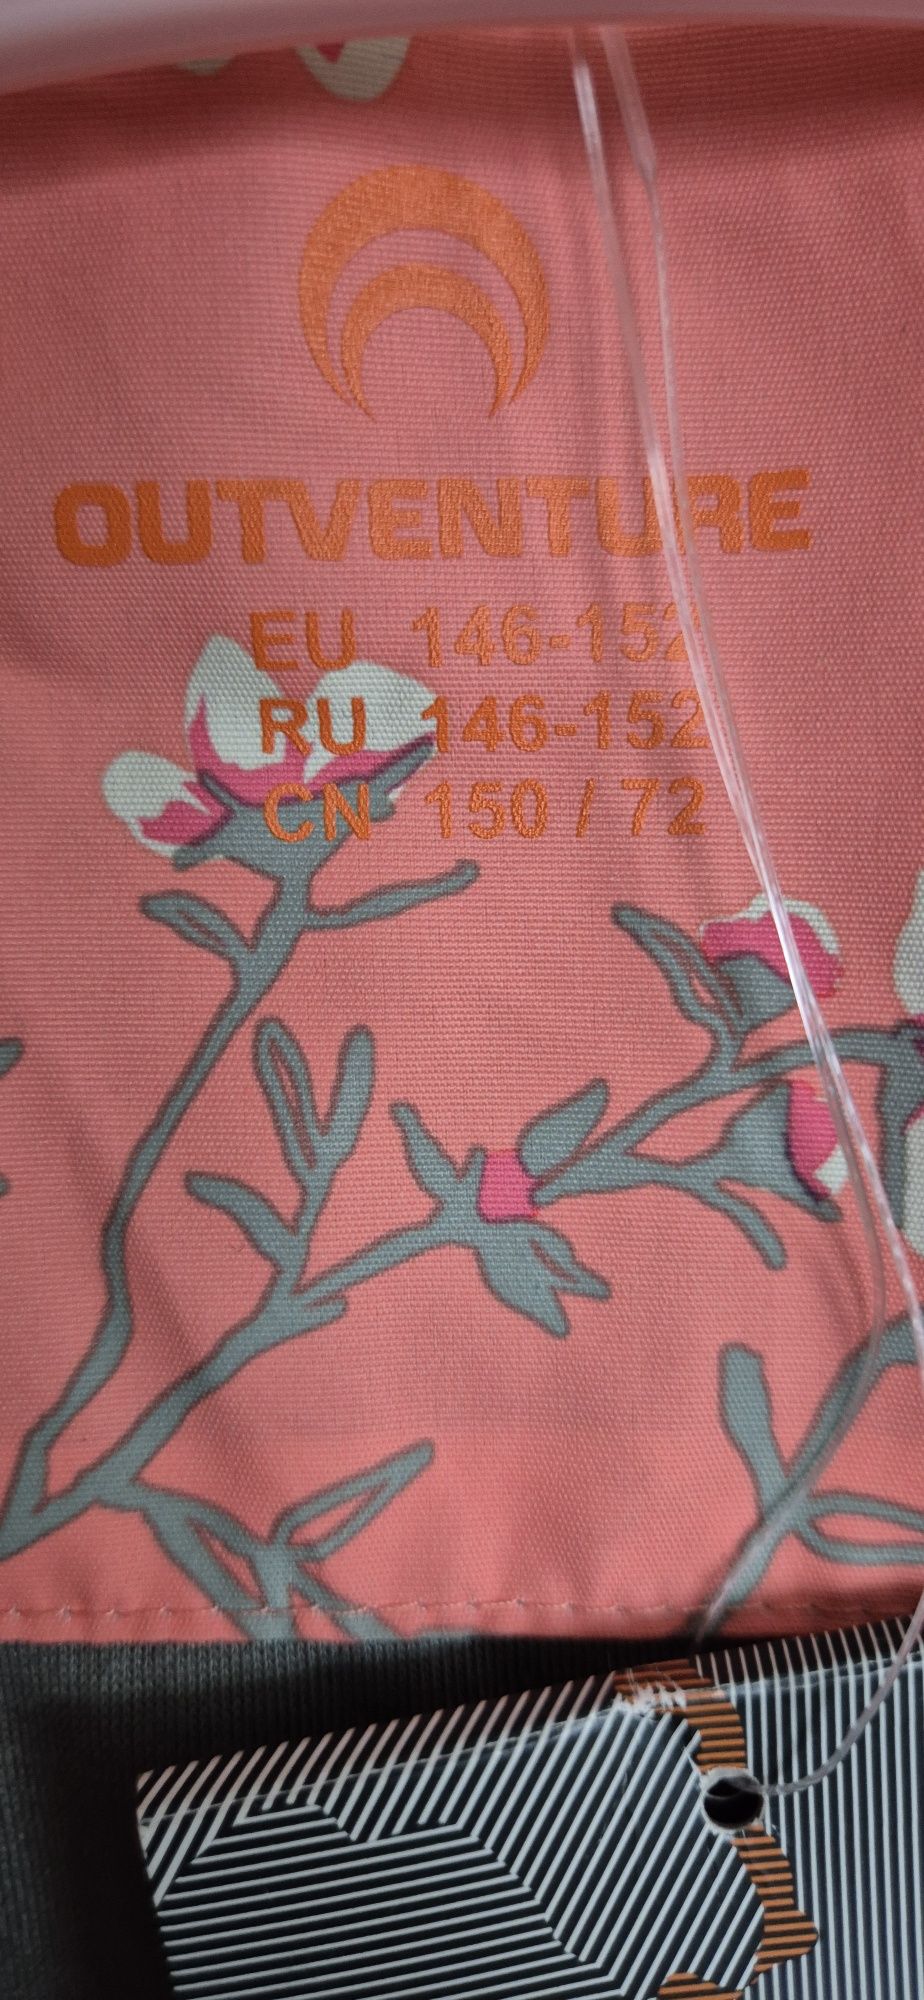 OUTVENTURE
EU 146-152
RU 146-152
CN 150 / 72